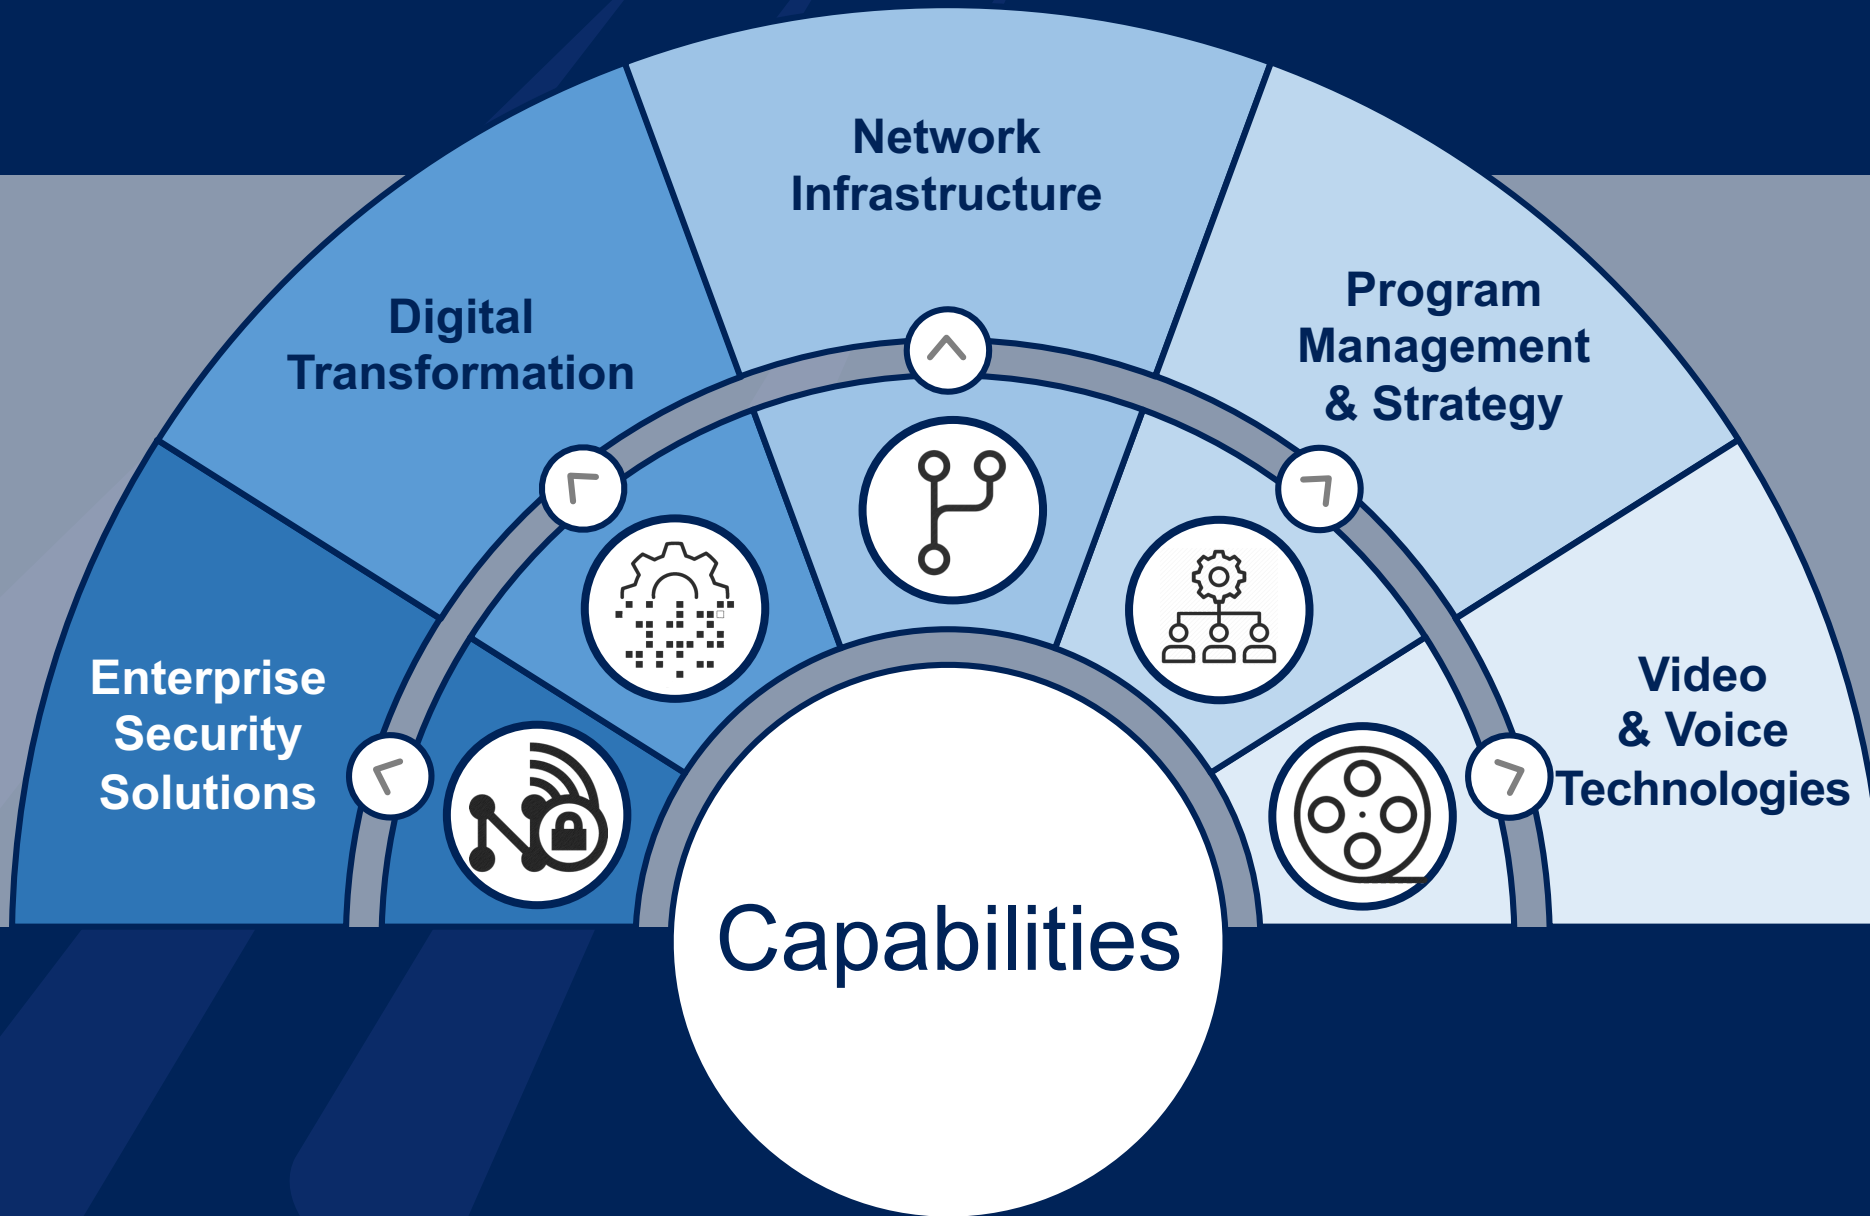 Network
Infrastructure
Digital
Transformation
Program
Management
& Strategy
Enterprise
Security
Solutions
Video
& Voice
Technologies
Capabilities